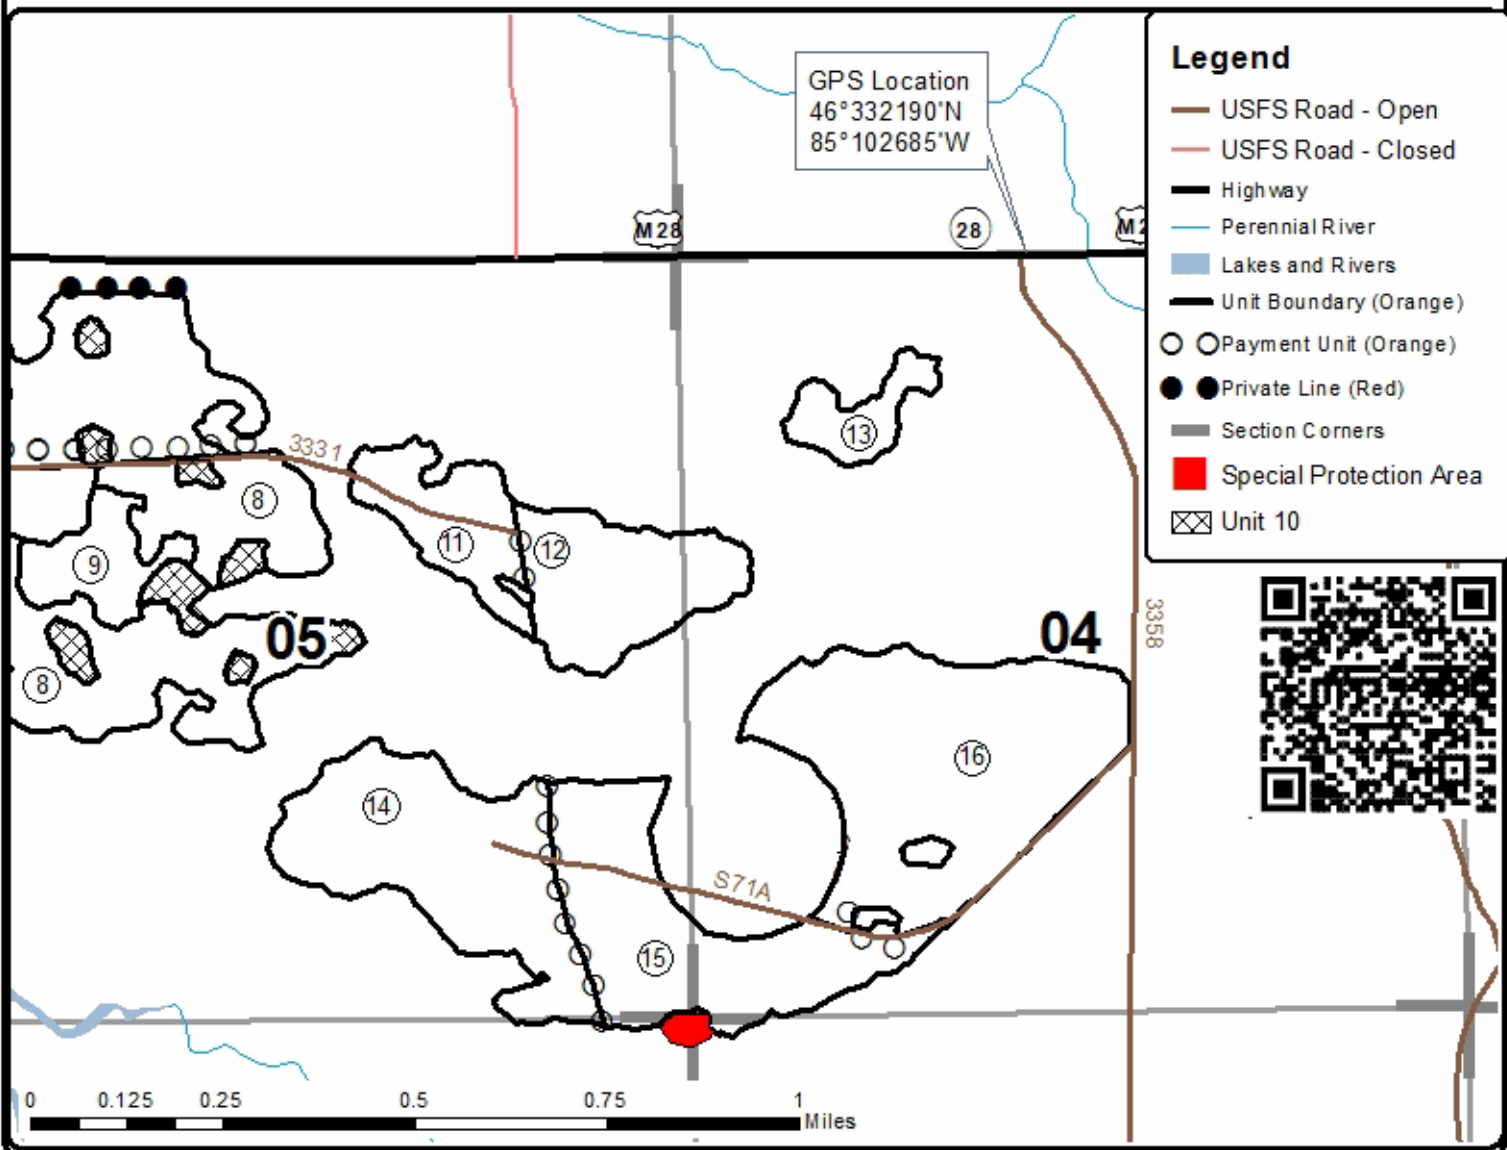 GPS Location
46°332190'N
85°102685'W
M28
28
Legend
USFS Road - Open
USFS Road - Closed
Highway
Perennial River
Lakes and Rivers
Unit Boundary (Orange)
Payment Unit (Orange)
Private Line (Red)
Section Corners
Special Protection Area
Unit 10
3331
13
8
11
12
9
05
04
3358
8
16
14
S71A
15
0 0.125 0.25 0.5 0.75 1
Miles